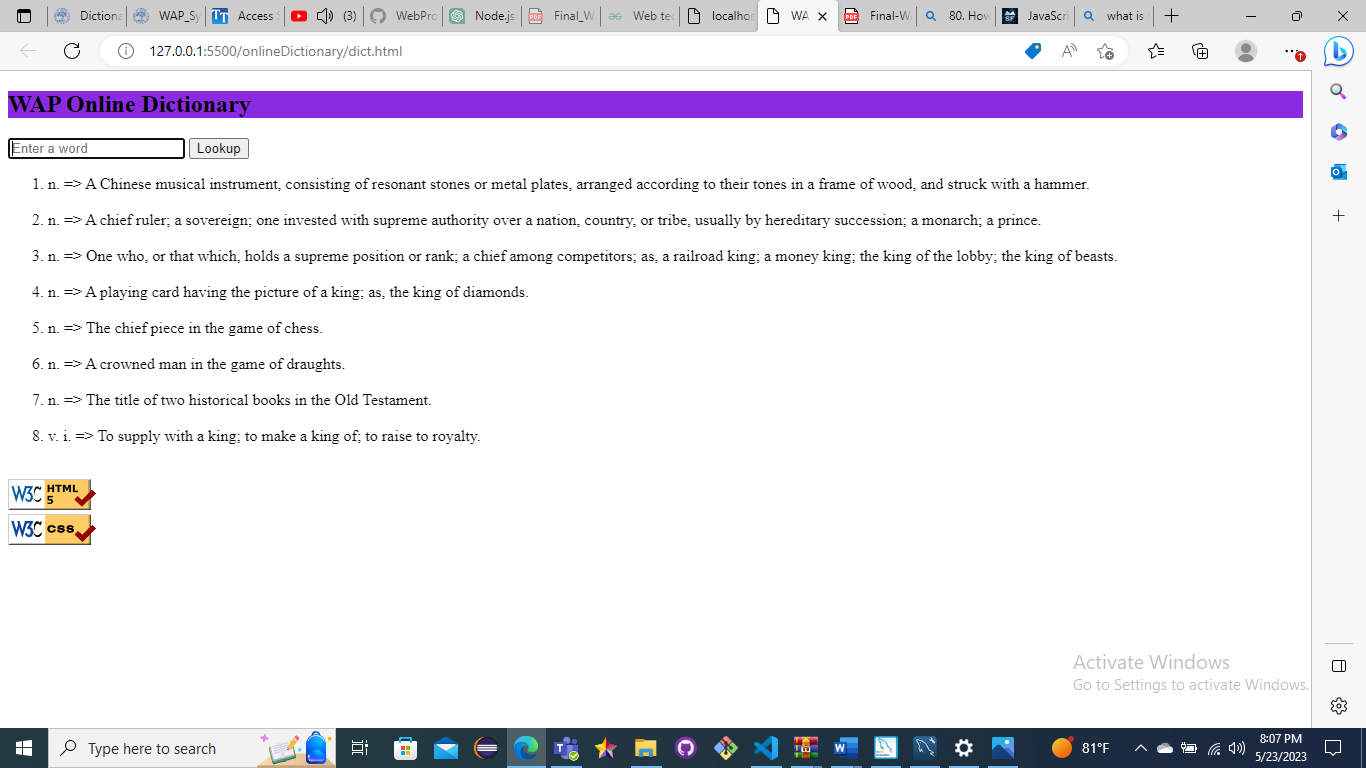 Dictiona
WAP_Sy
Access S
(3)
WebPro
Node.js
Final_W
Web tec
localhos
WA
Final-W
80. How
JavaScri
what is
127.0.0.1:5500/onlineDictionary/dict.html
WAP Online Dictionary
Enter a word
Lookup
1. n. => A Chinese musical instrument, consisting of resonant stones or metal plates, arranged according to their tones in a frame of wood, and struck with a hammer.
2. n. => A chief ruler; a sovereign; one invested with supreme authority over a nation, country, or tribe, usually by hereditary succession; a monarch; a prince.
3. n. => One who, or that which, holds a supreme position or rank; a chief among competitors; as, a railroad king; a money king; the king of the lobby; the king of beasts.
4. n. => A playing card having the picture of a king; as, the king of diamonds.
5. n. => The chief piece in the game of chess.
6. n. => A crowned man in the game of draughts.
7. n. => The title of two historical books in the Old Testament.
8. v. i. => To supply with a king; to make a king of; to raise to royalty.
W3C HTML 5
W3C css
Activate Windows
Go to Settings to activate Windows.
Type here to search
81°F
8:07 PM
5/23/2023